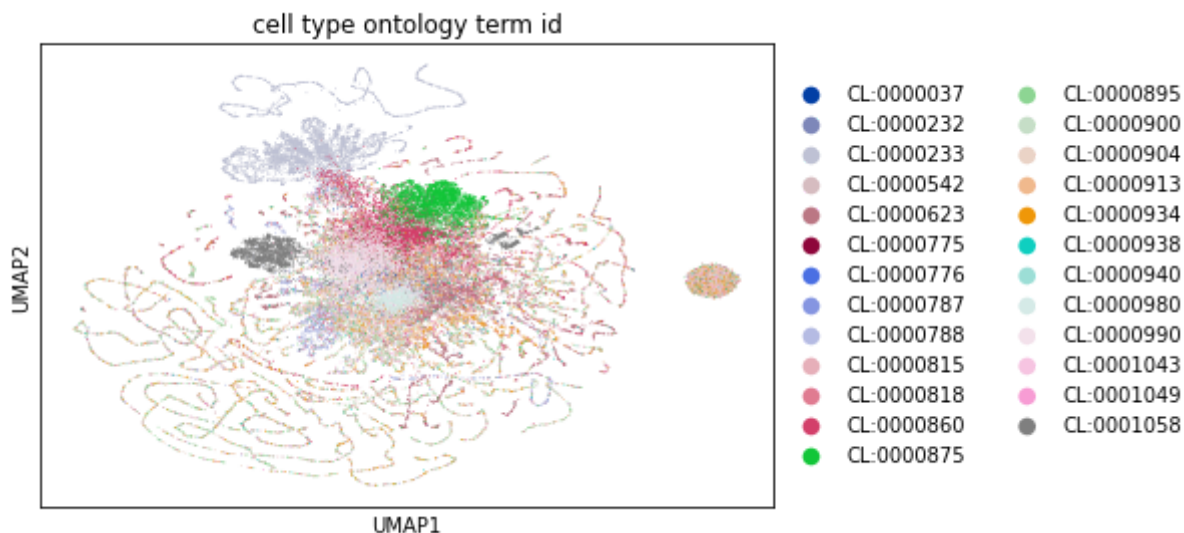 cell type ontology term id
UMAP2
UMAP1
CL:0000037
CL:0000232
CL:0000233
CL:0000542
CL:0000623
CL:0000775
CL:0000776
CL:0000787
CL:0000788
CL:0000815
CL:0000818
CL:0000860
CL:0000875
CL:0000895
CL:0000900
CL:0000904
CL:0000913
CL:0000934
CL:0000938
CL:0000940
CL:0000980
CL:0000990
CL:0001043
CL:0001049
CL:0001058